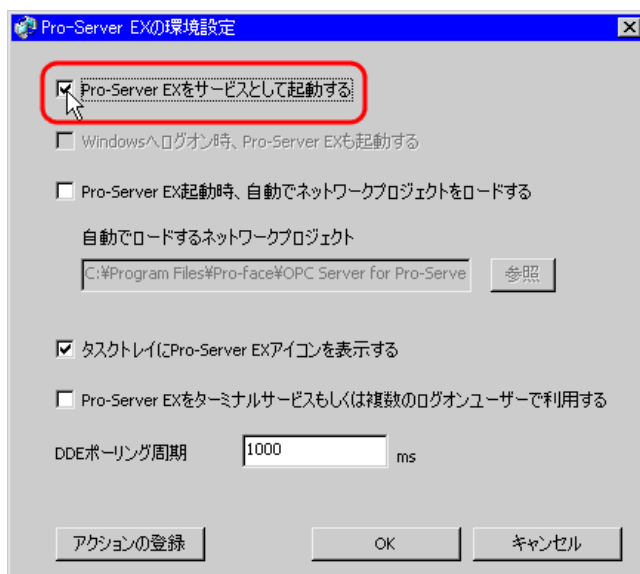 Pro-Server EXの環境設定
Pro-Server EXをサービスとして起動する
Windowsへログオン時、Pro-Server EXも起動する
Pro-Server EX起動時、自動でネットワークプロジェクトをロードする
自動でロードするネットワークプロジェクト
C:¥Program Files¥Pro-face¥OPC Server for Pro-Serve 参照
タスクトレイにPro-Server EXアイコンを表示する
Pro-Server EXをターミナルサービスもしくは複数のログオンユーザーで利用する
DDEポーリング周期 1000 ms
アクションの登録 OK キャンセル